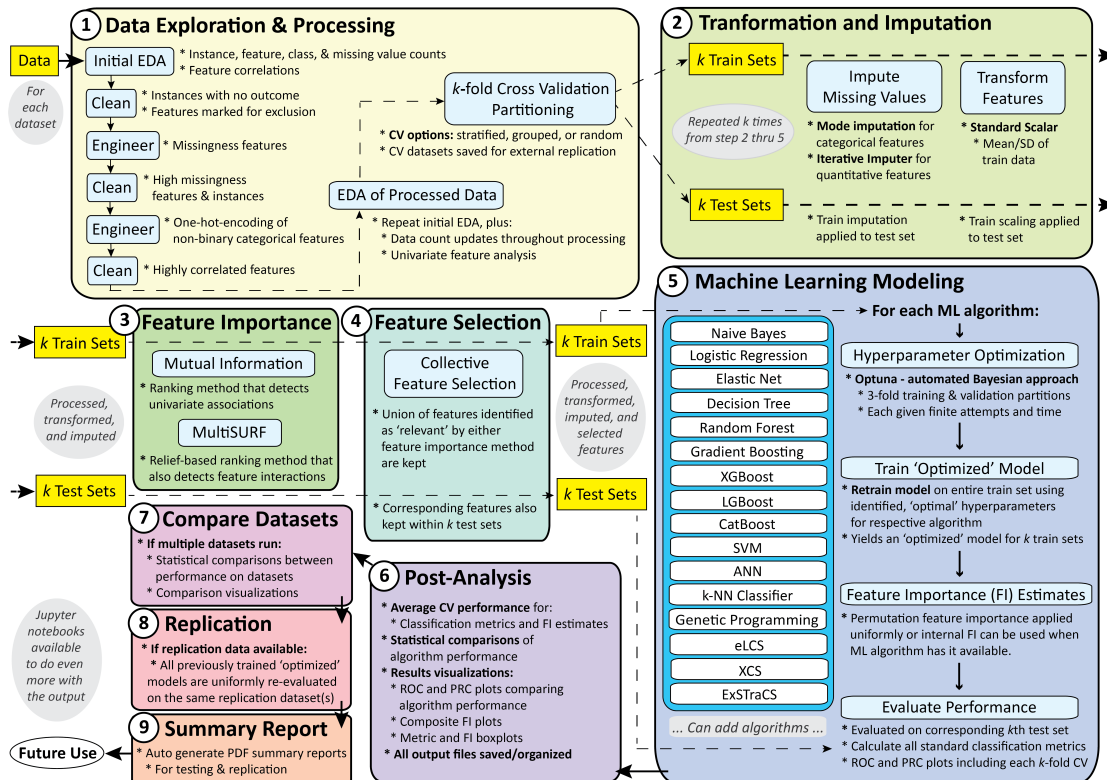 1 Data Exploration & Processing
Data
For
each
dataset
Initial EDA
* Instance, feature, class, & missing value counts
* Feature correlations
Clean
* Instances with no outcome
* Features marked for exclusion
Engineer
* Missingness features
Clean
* High missingness
features & instances
Engineer
* One-hot-encoding of
non-binary categorical features
Clean
* Highly correlated features
k-fold Cross Validation
Partitioning
* CV options: stratified, grouped, or random
* CV datasets saved for external replication
EDA of Processed Data
* Repeat initial EDA, plus:
* Data count updates throughout processing
* Univariate feature analysis
2 Tranformation and Imputation
k Train Sets
Repeated k times
from step 2 thru 5
k Test Sets
Impute
Missing Values
* Mode imputation for
categorical features
* Iterative Imputer for
quantitative features
* Train imputation
applied to test set
Transform
Features
* Standard Scalar
* Mean/SD of
train data
* Train scaling applied
to test set
3 Feature Importance
k Train Sets
Processed,
transformed,
and imputed
k Test Sets
Mutual Information
* Ranking method that detects
univariate associations
MultiSURF
* Relief-based ranking method that
also detects feature interactions
4 Feature Selection
Collective
Feature Selection
* Union of features identified
as 'relevant' by either
feature importance method
are kept
* Corresponding features also
kept within k test sets
k Train Sets
Processed,
transformed,
imputed, and
selected
features
k Test Sets
5 Machine Learning Modeling
Naive Bayes
Logistic Regression
Elastic Net
Decision Tree
Random Forest
Gradient Boosting
XGBoost
LGBoost
CatBoost
SVM
ANN
k-NN Classifier
Genetic Programming
eLCS
XCS
ExSTraCS
... Can add algorithms ...
For each ML algorithm:
Hyperparameter Optimization
* Optuna - automated Bayesian approach
* 3-fold training & validation partitions
* Each given finite attempts and time
Train 'Optimized' Model
* Retrain model on entire train set using
identified, 'optimal' hyperparameters
for respective algorithm
* Yields an 'optimized' model for k train sets
Feature Importance (FI) Estimates
* Permutation feature importance applied
uniformly or internal FI can be used when
ML algorithm has it available.
Evaluate Performance
* Evaluated on corresponding kth test set
* Calculate all standard classification metrics
* ROC and PRC plots including each k-fold CV
6 Post-Analysis
* Average CV performance for:
* Classification metrics and FI estimates
* Statistical comparisons of
algorithm performance
* Results visualizations:
* ROC and PRC plots comparing
algorithm performance
* Composite FI plots
* Metric and FI boxplots
* All output files saved/organized
7 Compare Datasets
* If multiple datasets run:
* Statistical comparisons between
performance on datasets
* Comparison visualizations
8 Replication
* If replication data available:
* All previously trained 'optimized'
models are uniformly re-evaluated
on the same replication dataset(s)
9 Summary Report
* Auto generate PDF summary reports
* For testing & replication
Jupyter
notebooks
available
to do even
more with
the output
Future Use